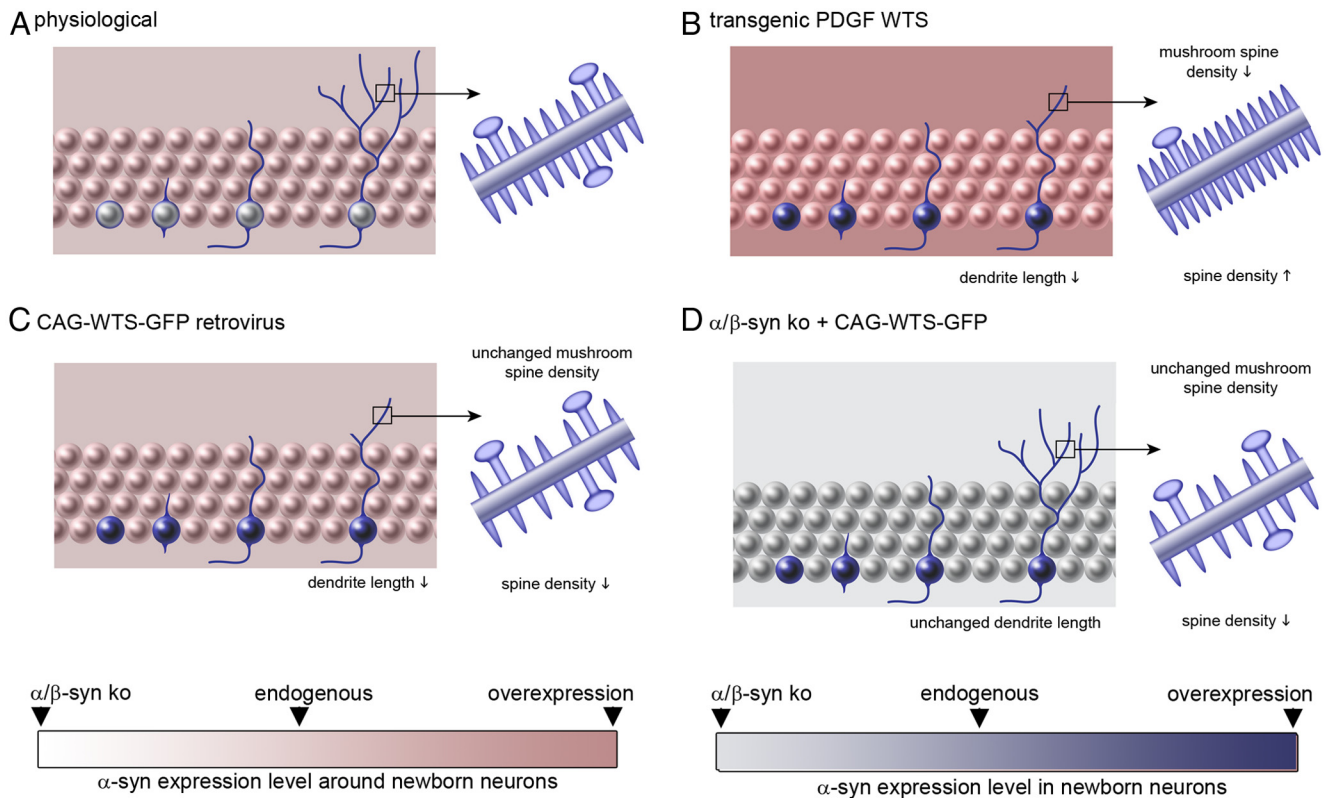 A physiological
B transgenic PDGF WTS
mushroom spine
density ↓
dendrite length ↓
spine density ↑
C CAG-WTS-GFP retrovirus
unchanged mushroom
spine density
dendrite length ↓
spine density ↓
D α/β-syn ko + CAG-WTS-GFP
unchanged mushroom
spine density
unchanged dendrite length
spine density ↓
α/β-syn ko
endogenous
overexpression
α-syn expression level around newborn neurons
α/β-syn ko
endogenous
overexpression
α-syn expression level in newborn neurons